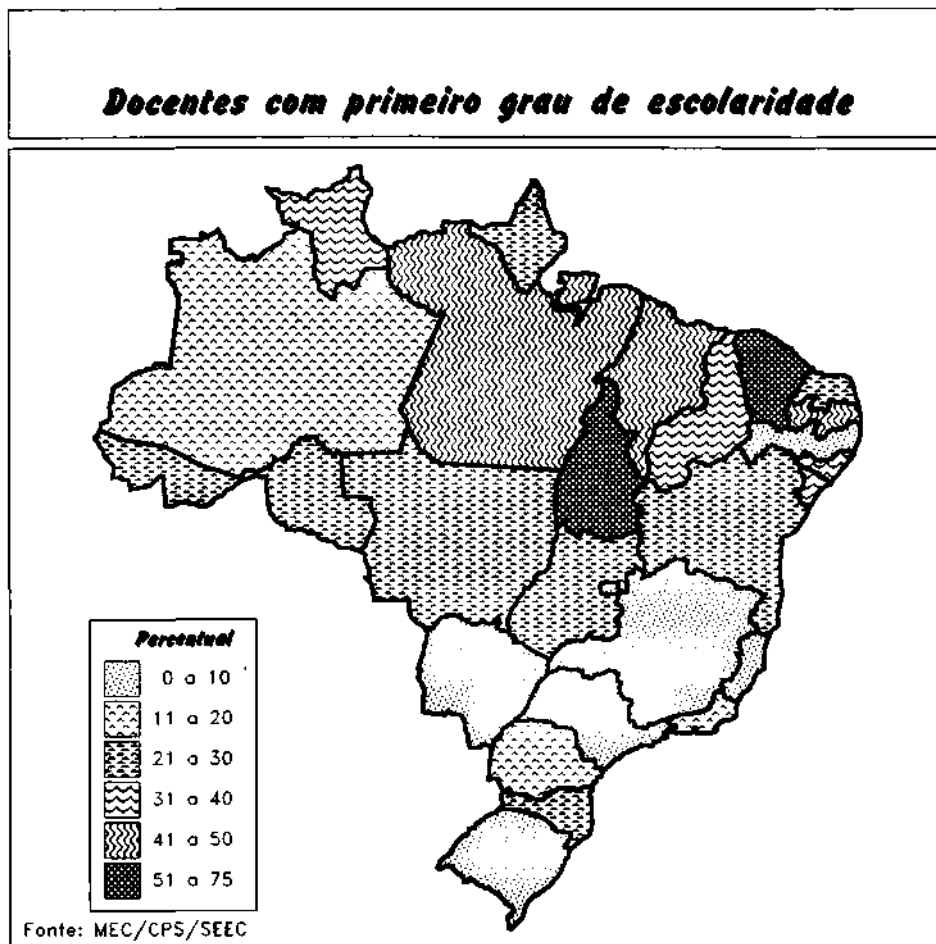 Docentes com primeiro grau de escolaridade
Percentual
0 a 10
11 a 20
21 a 30
31 a 40
41 a 50
51 a 75
Fonte: MEC/CPS/SEEC